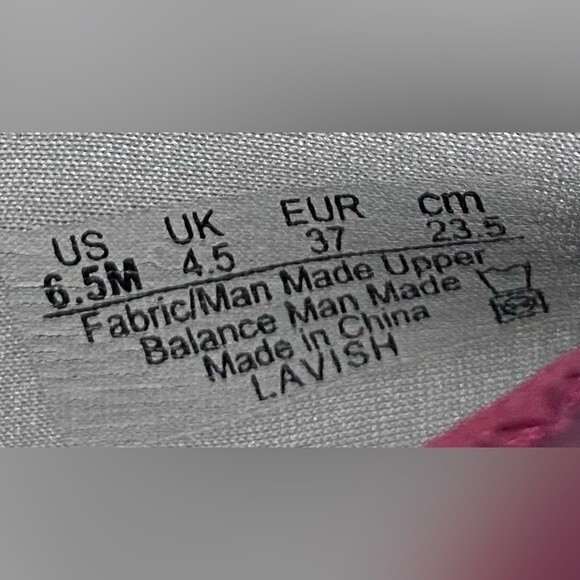 US UK EUR cm
6.5M 4.5 37 23.5
Fabric/Man Made Upper
Balance Man Made
Made in China
LAVISH